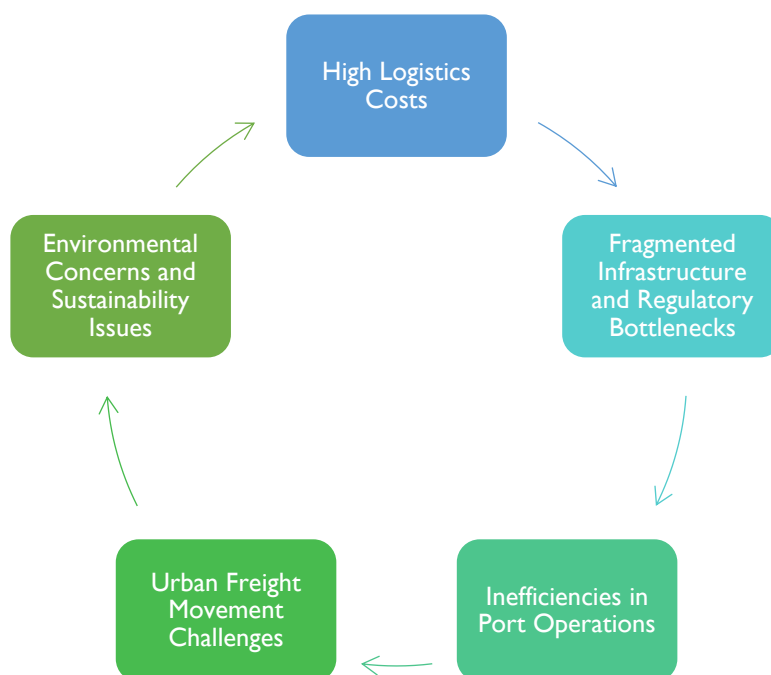 High Logistics
Costs
Fragmented
Infrastructure
and Regulatory
Bottlenecks
Inefficiencies in
Port Operations
Urban Freight
Movement
Challenges
Environmental
Concerns and
Sustainability
Issues